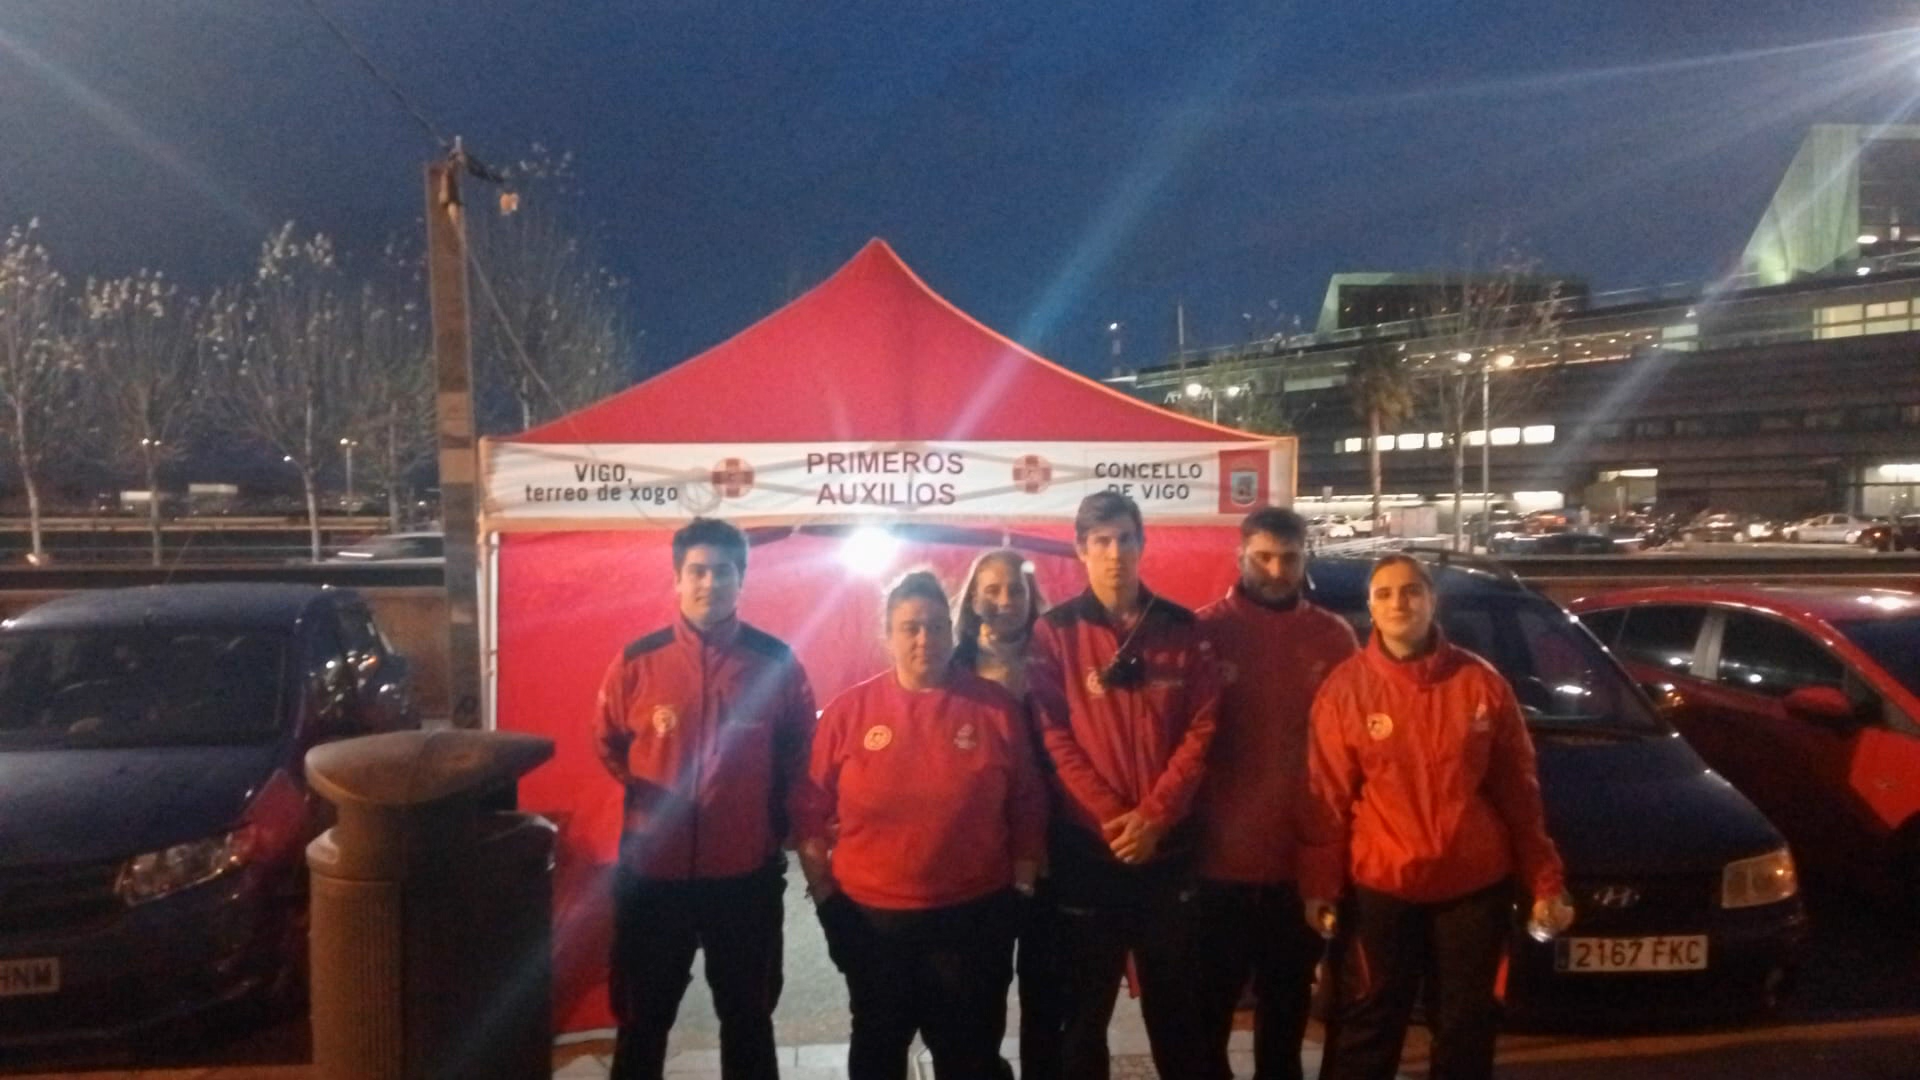 VIGO,
terreo de xogo
PRIMEROS
AUXILIOS
CONCELLO
DE VIGO
HNM
2167 FKC